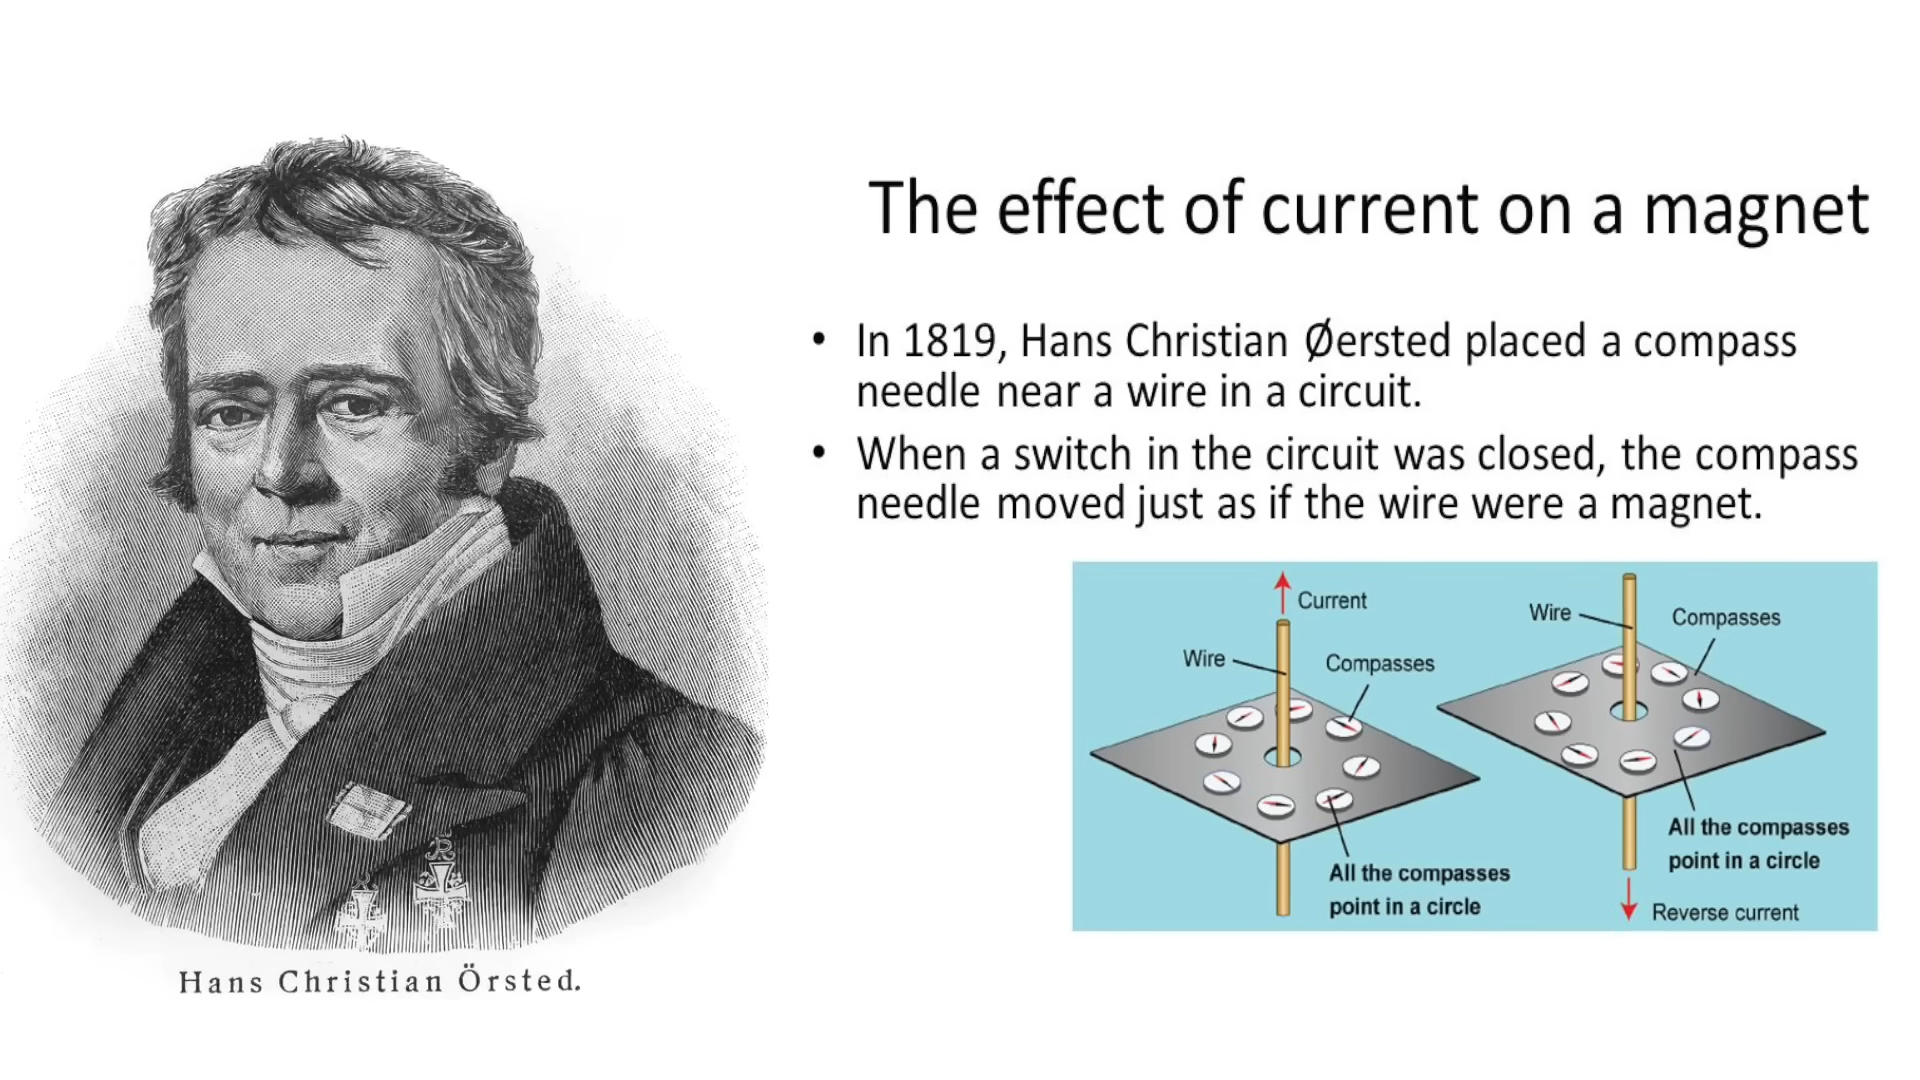 The effect of current on a magnet
• In 1819, Hans Christian Øersted placed a compass
needle near a wire in a circuit.
• When a switch in the circuit was closed, the compass
needle moved just as if the wire were a magnet.
Current
Wire
Compasses
All the compasses
point in a circle
Wire
Compasses
All the compasses
point in a circle
Reverse current
Hans Christian Örsted.